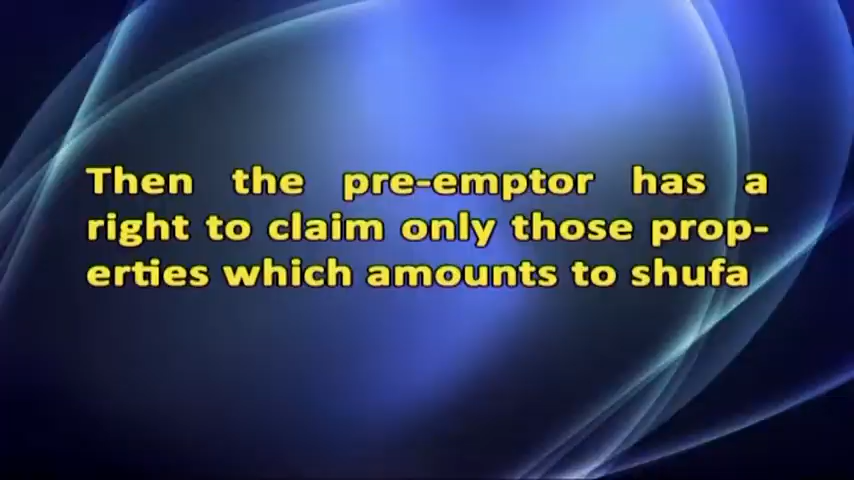 Then the pre-emptor has a
right to claim only those prop-
erties which amounts to shufa